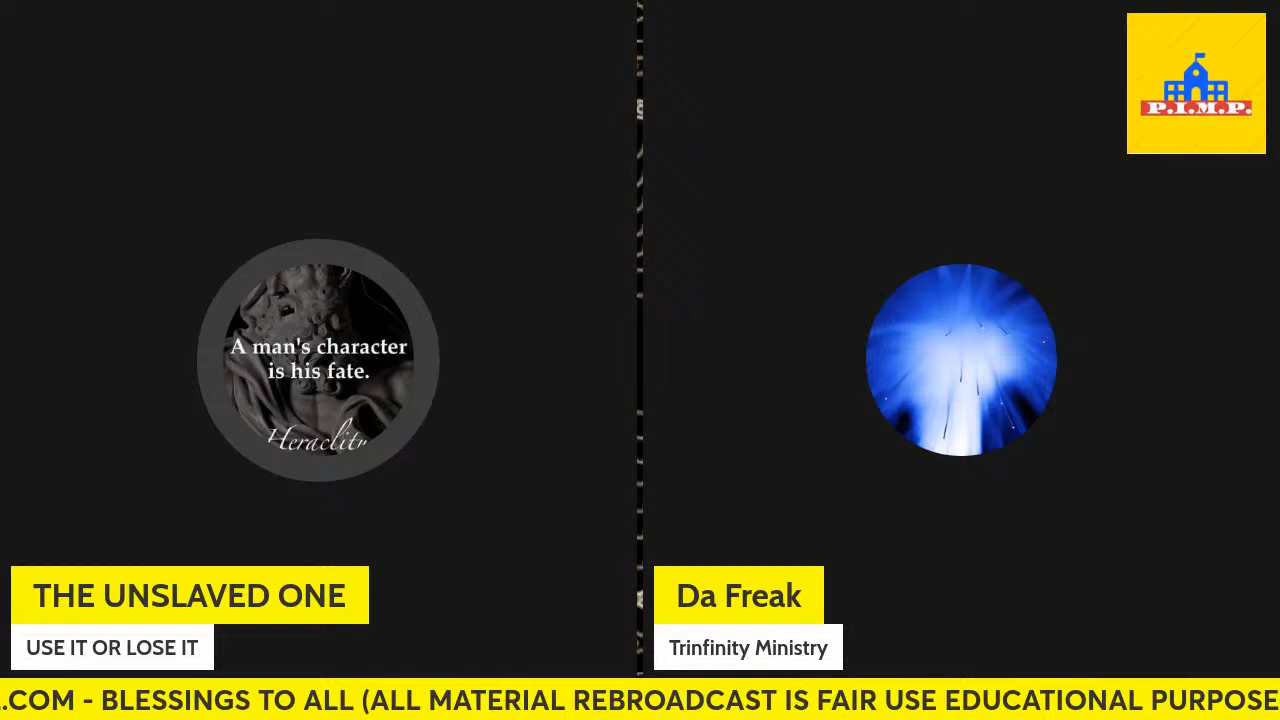 P.I.M.P.
A man's character
is his fate.
THE UNSLAVED ONE
USE IT OR LOSE IT
Da Freak
Trinfinity Ministry
.COM - BLESSINGS TO ALL (ALL MATERIAL REBROADCAST IS FAIR USE EDUCATIONAL PURPOSE